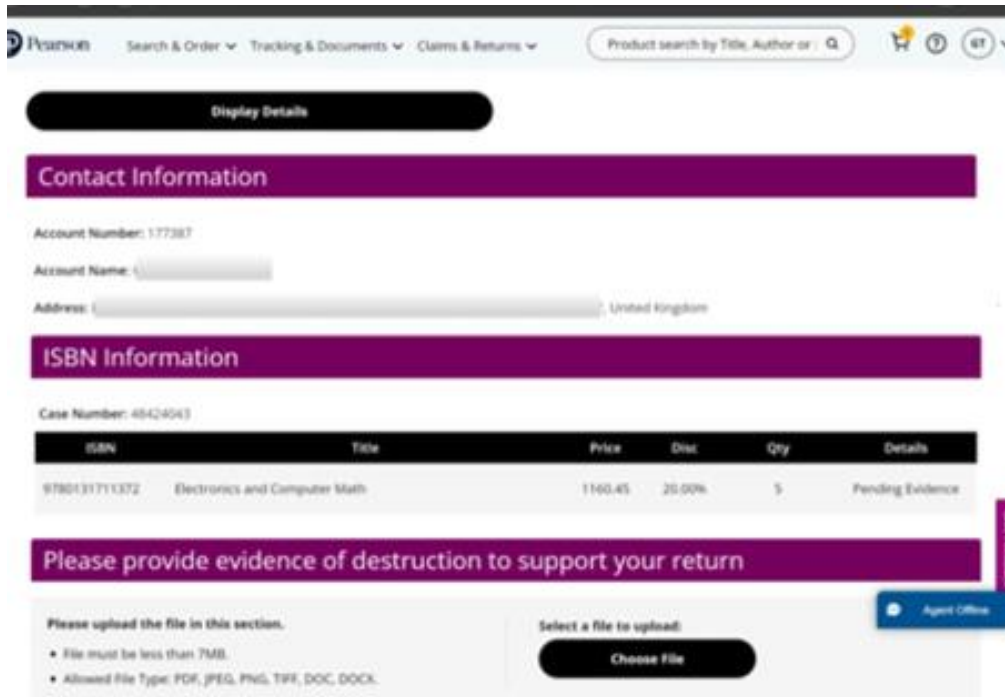 Pearson
Search & Order Tracking & Documents Claims & Returns Product search by Title, Author or GT
Display Details
Contact Information
Account Number: 177387
Account Name:
Address: , United Kingdom
ISBN Information
Case Number: 48424043
ISBN Title Price Disc Qty Details
9780131711372 Electronics and Computer Math 1160.45 20.00% 5 Pending Evidence
Please provide evidence of destruction to support your return
Please upload the file in this section. Select a file to upload:
• File must be less than 7MB. Choose File
• Allowed File Type: PDF, JPEG, PNG, TIFF, DOC, DOCX.
Agent Offline